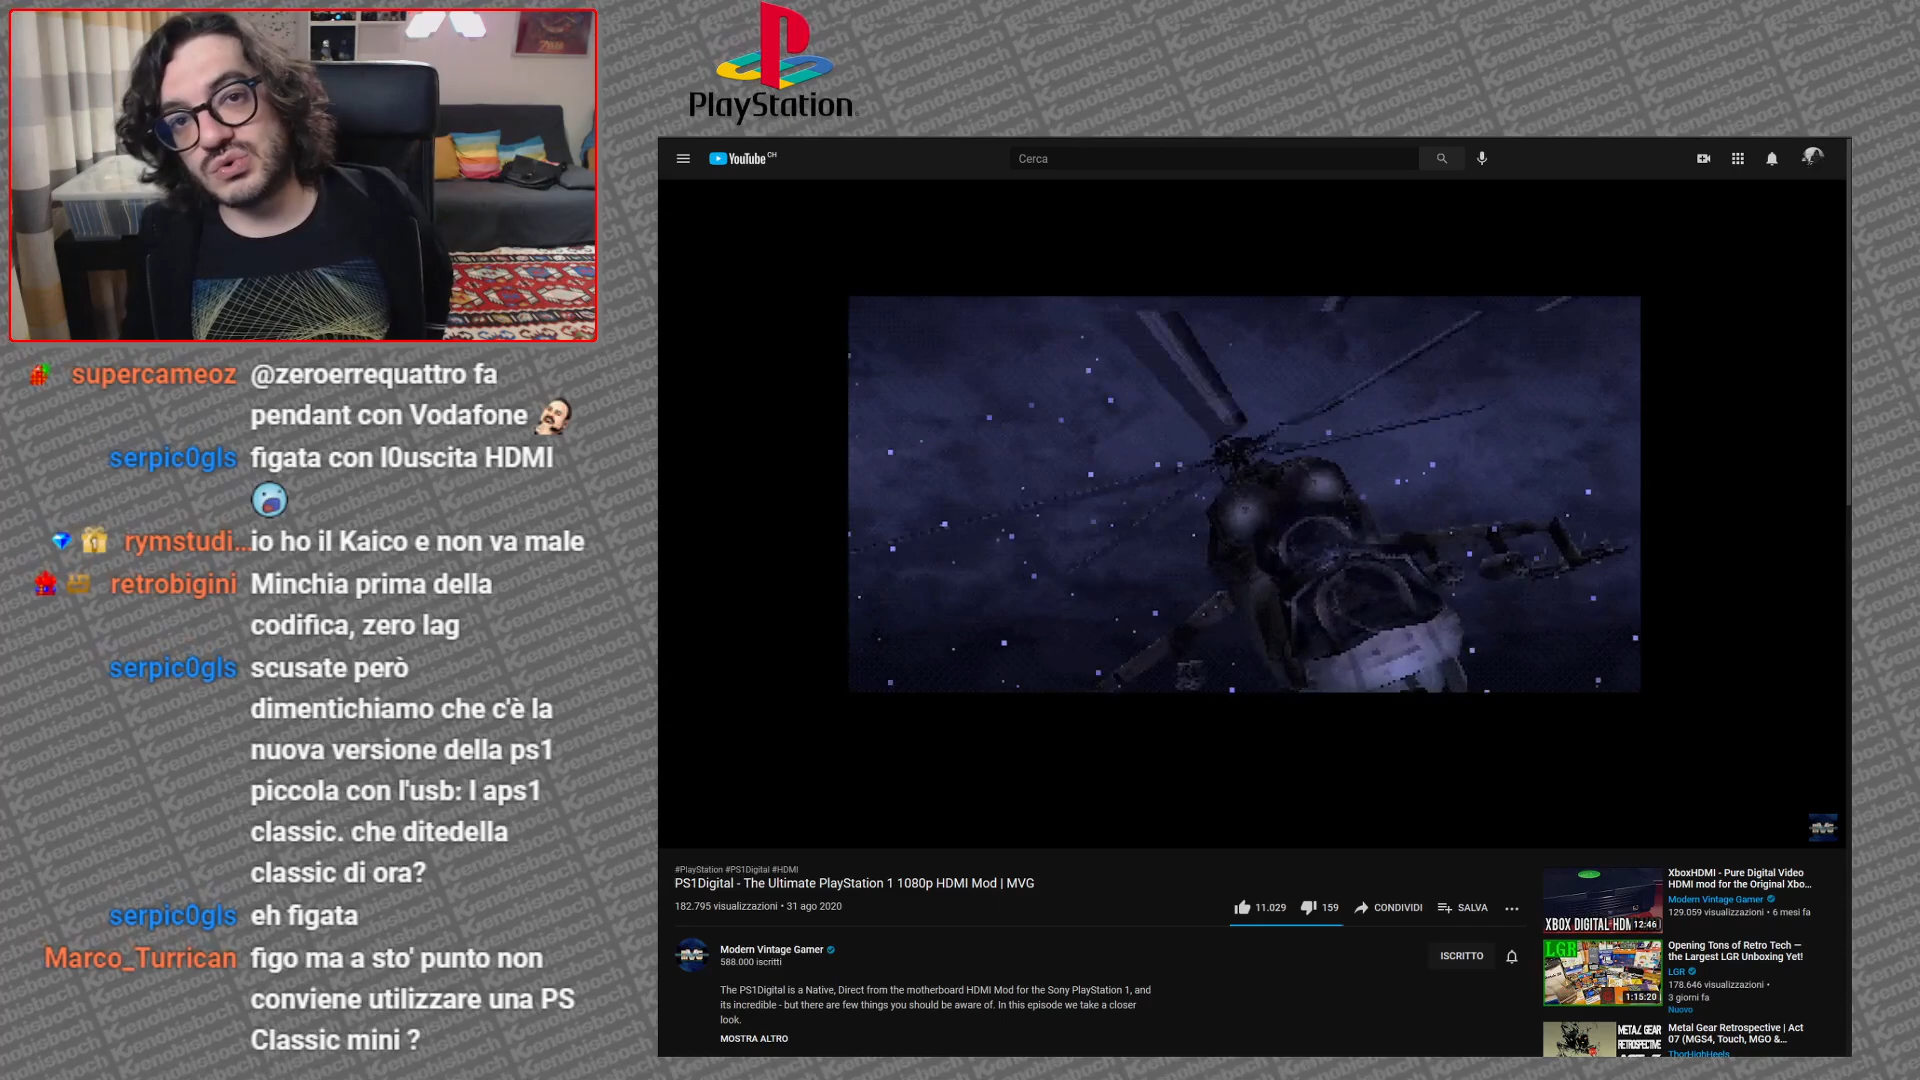 PlayStation
YouTube CH
Cerca
supercameoz @zeroerrequattro fa
pendant con Vodafone
serpic0gls figata con l0uscita HDMI
rymstudi... io ho il Kaico e non va male
retrobigini Minchia prima della
codifica, zero lag
serpic0gls scusate però
dimentichiamo che c'è la
nuova versione della ps1
piccola con l'usb: l aps1
classic. che ditedella
classic di ora?
serpic0gls eh figata
Marco_Turrican figo ma a sto' punto non
conviene utilizzare una PS
Classic mini ?
#PlayStation #PS1Digital #HDMI
PS1Digital - The Ultimate PlayStation 1 1080p HDMI Mod | MVG
182.795 visualizzazioni • 31 ago 2020
11.029 159 CONDIVIDI SALVA ...
Modern Vintage Gamer
588.000 iscritti
ISCRITTO
The PS1Digital is a Native, Direct from the motherboard HDMI Mod for the Sony PlayStation 1, and
its incredible - but there are few things you should be aware of. In this episode we take a closer
look.
MOSTRA ALTRO
XBOX DIGITAL HDMI
12:46
XboxHDMI - Pure Digital Video
HDMI mod for the Original Xbo...
Modern Vintage Gamer
129.059 visualizzazioni • 6 mesi fa
LGR
1:15:20
Opening Tons of Retro Tech —
the Largest LGR Unboxing Yet!
LGR
178.646 visualizzazioni •
3 giorni fa
Nuovo
METAL GEAR
RETROSPECTIVE
Metal Gear Retrospective | Act
07 (MGS4, Touch, MGO &...
ThorHighHeels
Kenobisboch